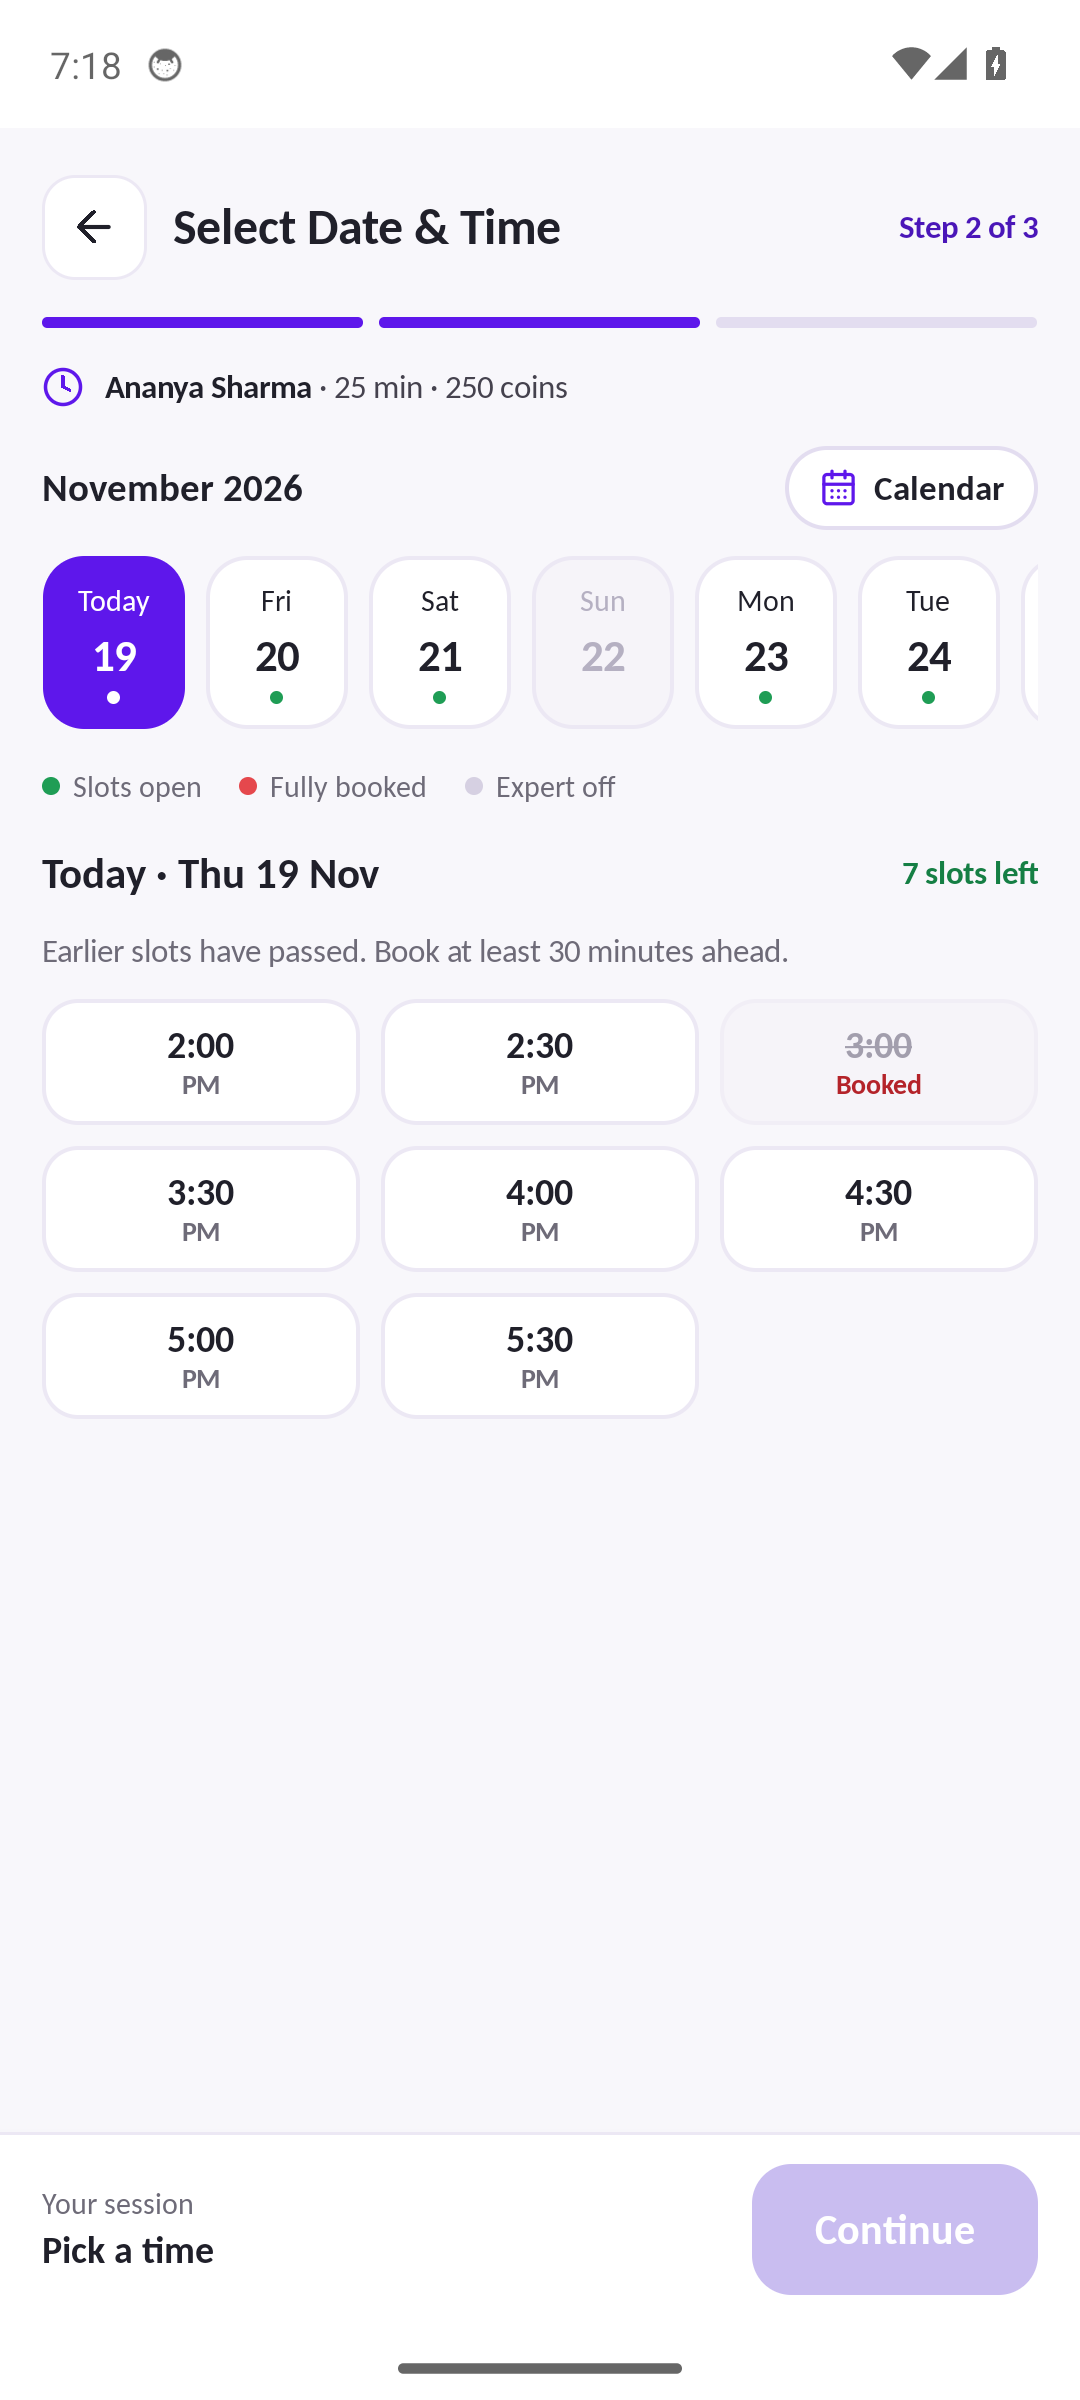 7:18
Select Date & Time
Step 2 of 3
Ananya Sharma · 25 min · 250 coins
November 2026
Calendar
Today Fri Sat Sun Mon Tue
19 20 21 22 23 24
Slots open Fully booked Expert off
Today · Thu 19 Nov
7 slots left
Earlier slots have passed. Book at least 30 minutes ahead.
2:00 2:30 3:00
PM PM Booked
3:30 4:00 4:30
PM PM PM
5:00 5:30
PM PM
Your session
Pick a time
Continue